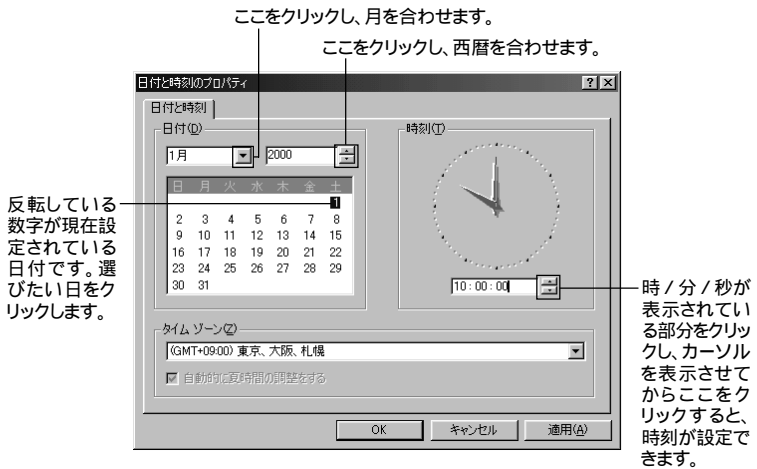 ここをクリックし、月を合わせます。
ここをクリックし、西暦を合わせます。
日付と時刻のプロパティ
日付と時刻
日付(D)
1月
2000
日 月 火 水 木 金 土
1
2 3 4 5 6 7 8
9 10 11 12 13 14 15
16 17 18 19 20 21 22
23 24 25 26 27 28 29
30 31
時刻(T)
10:00:00
反転している
数字が現在設
定されている
日付です。選
びたい日をク
リックします。
時/分/秒が
表示されてい
る部分をクリッ
クし、カーソル
を表示させて
からここをク
リックすると、
時刻が設定で
きます。
タイム ゾーン(Z)
(GMT+09:00) 東京、大阪、札幌
自動的に夏時間の調整をする
OK
キャンセル
適用(A)